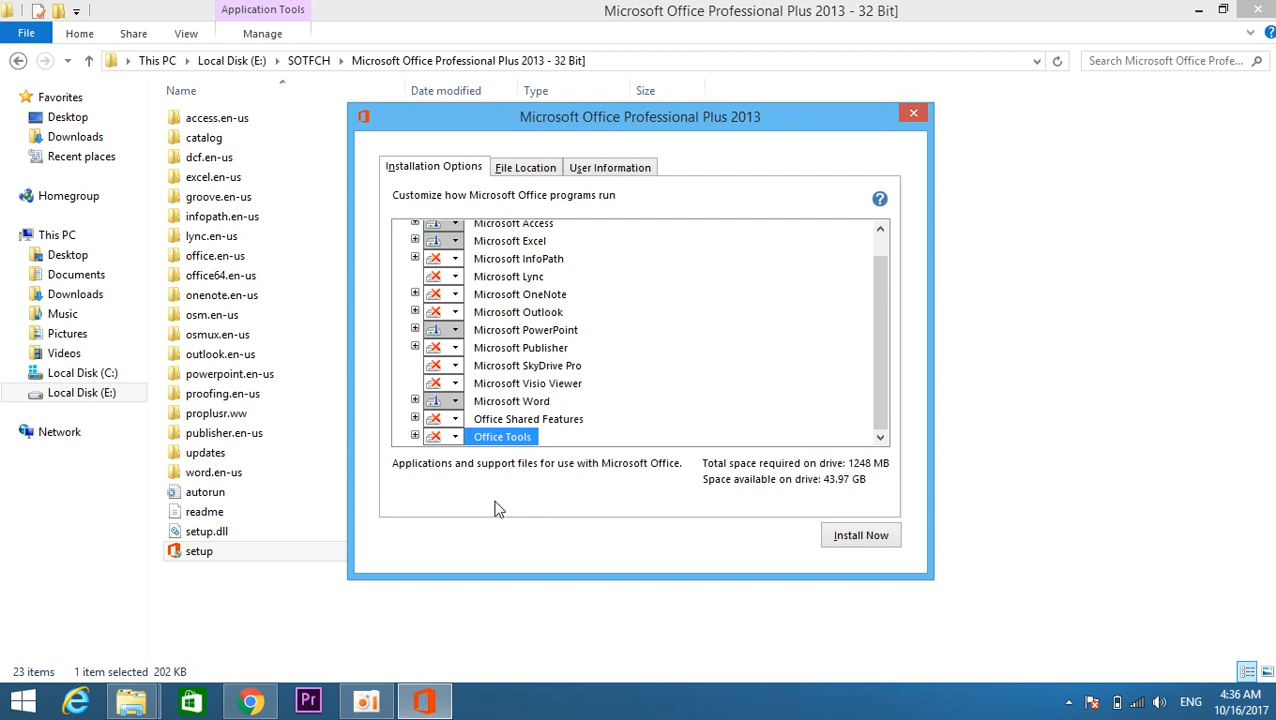 Application Tools
Microsoft Office Professional Plus 2013 - 32 Bit]
File
Home
Share
View
Manage
This PC
Local Disk (E:)
SOTFCH
Microsoft Office Professional Plus 2013 - 32 Bit]
Search Microsoft Office Profe...
Favorites
Desktop
Downloads
Recent places
Homegroup
This PC
Desktop
Documents
Downloads
Music
Pictures
Videos
Local Disk (C:)
Local Disk (E:)
Network
Name
Date modified
Type
Size
access.en-us
catalog
dcf.en-us
excel.en-us
groove.en-us
infopath.en-us
lync.en-us
office.en-us
office64.en-us
onenote.en-us
osm.en-us
osmux.en-us
outlook.en-us
powerpoint.en-us
proofing.en-us
proplusr.ww
publisher.en-us
updates
word.en-us
autorun
readme
setup.dll
setup
Microsoft Office Professional Plus 2013
Installation Options
File Location
User Information
Customize how Microsoft Office programs run
Microsoft Access
Microsoft Excel
Microsoft InfoPath
Microsoft Lync
Microsoft OneNote
Microsoft Outlook
Microsoft PowerPoint
Microsoft Publisher
Microsoft SkyDrive Pro
Microsoft Visio Viewer
Microsoft Word
Office Shared Features
Office Tools
Applications and support files for use with Microsoft Office.
Total space required on drive: 1248 MB
Space available on drive: 43.97 GB
Install Now
23 items
1 item selected
202 KB
Pr
ENG
4:36 AM
10/16/2017